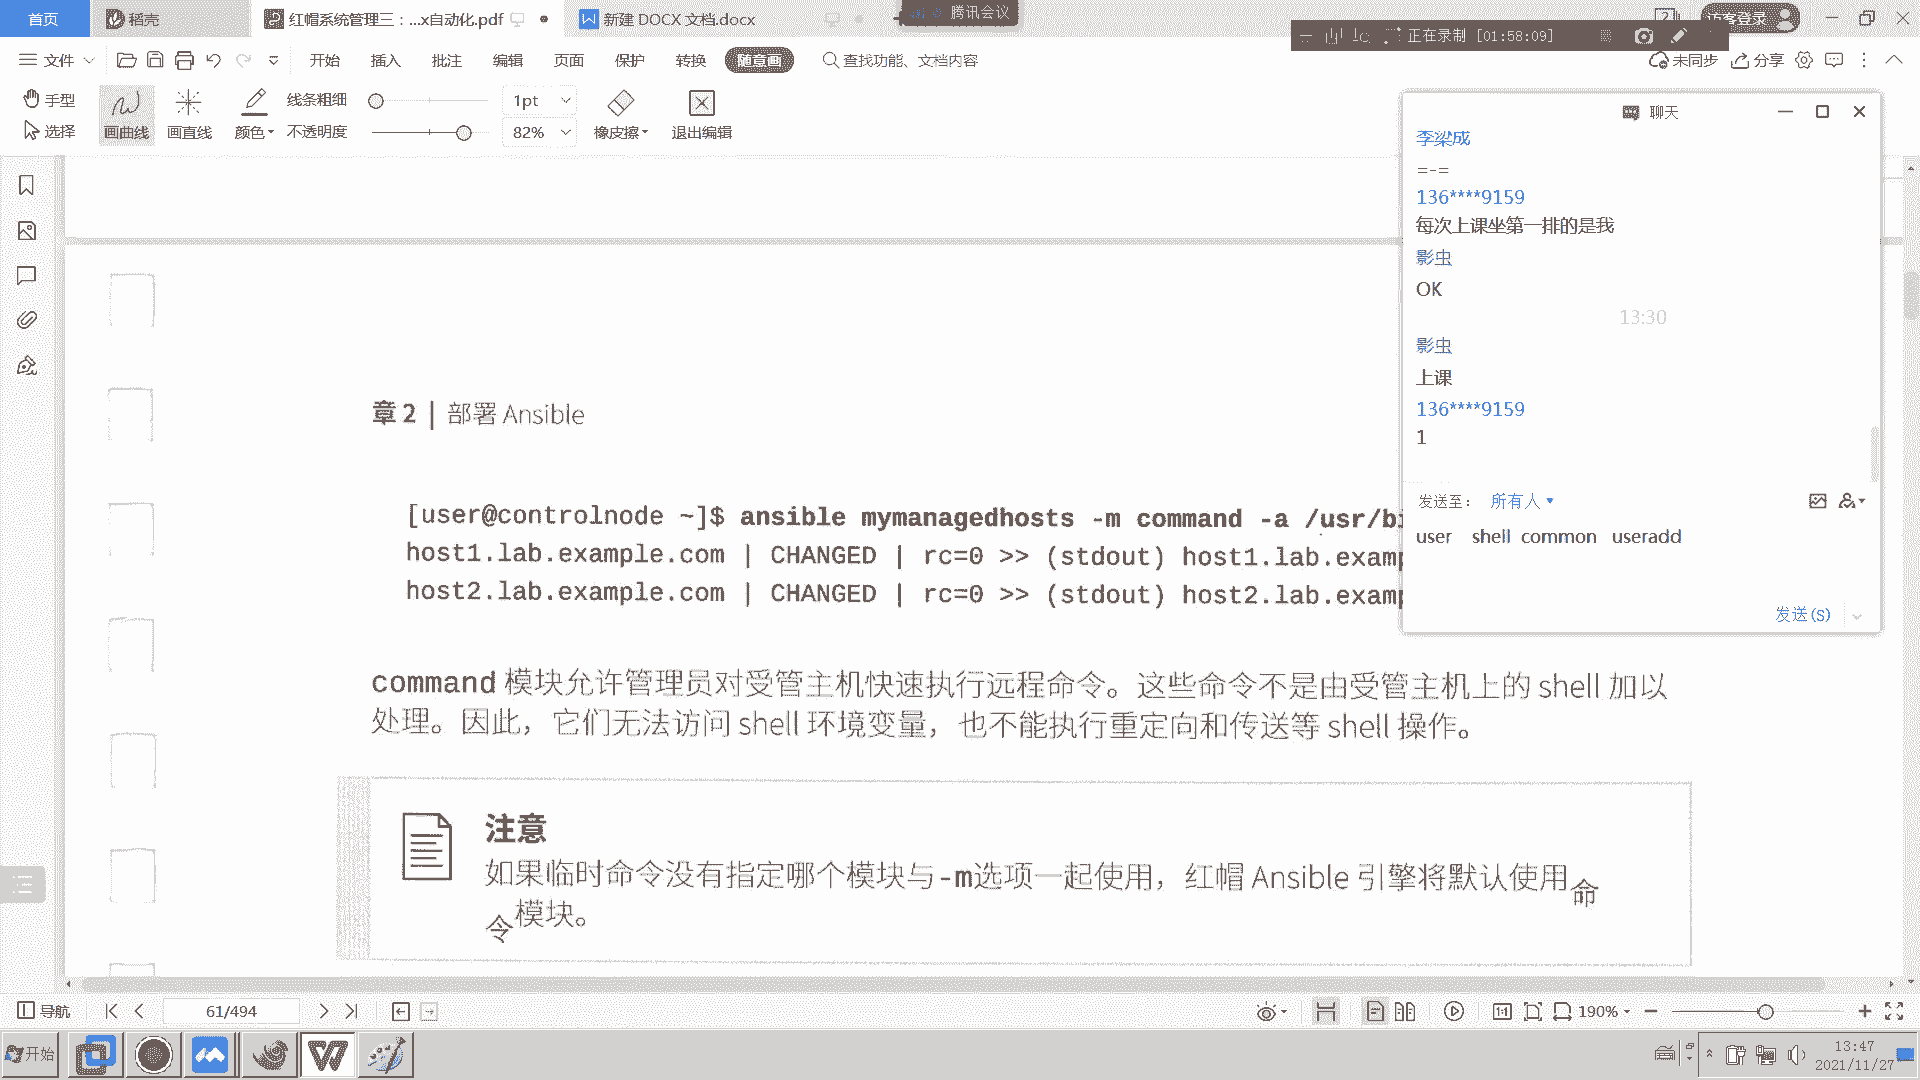 首页
稻壳
红帽系统管理三：...x自动化.pdf
新建 DOCX 文档.docx
腾讯会议
访客登录
正在录制 [01:58:09]
文件
开始
插入
批注
编辑
页面
保护
转换
随意画
查找功能、文档内容
未同步
分享
手型
选择
画曲线
画直线
颜色
线条粗细
1pt
不透明度
82%
橡皮擦
退出编辑
聊天
李梁成
=-=
136****9159
每次上课坐第一排的是我
影虫
OK
13:30
影虫
上课
136****9159
1
发送至：
所有人
user shell common useradd
发送(S)
章 2 | 部署 Ansible
[user@controlnode ~]$ ansible mymanagedhosts -m command -a /usr/bi
host1.lab.example.com | CHANGED | rc=0 >> (stdout) host1.lab.examp
host2.lab.example.com | CHANGED | rc=0 >> (stdout) host2.lab.examp
command 模块允许管理员对受管主机快速执行远程命令。这些命令不是由受管主机上的 shell 加以
处理。因此，它们无法访问 shell 环境变量，也不能执行重定向和传送等 shell 操作。
注意
如果临时命令没有指定哪个模块与-m选项一起使用，红帽 Ansible 引擎将默认使用命
令模块。
导航
61/494
190%
开始
13:47
2021/11/27